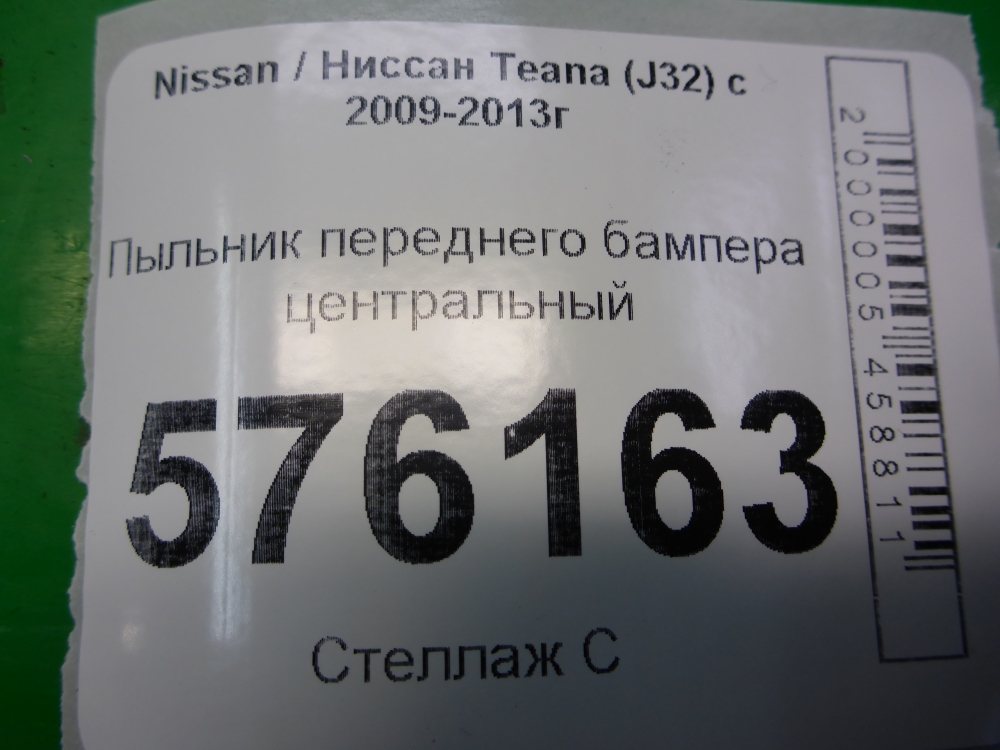 Nissan / Ниссан Teana (J32) с
2009-2013г
Пыльник переднего бампера
центральный
576163
Стеллаж С
2000005458811